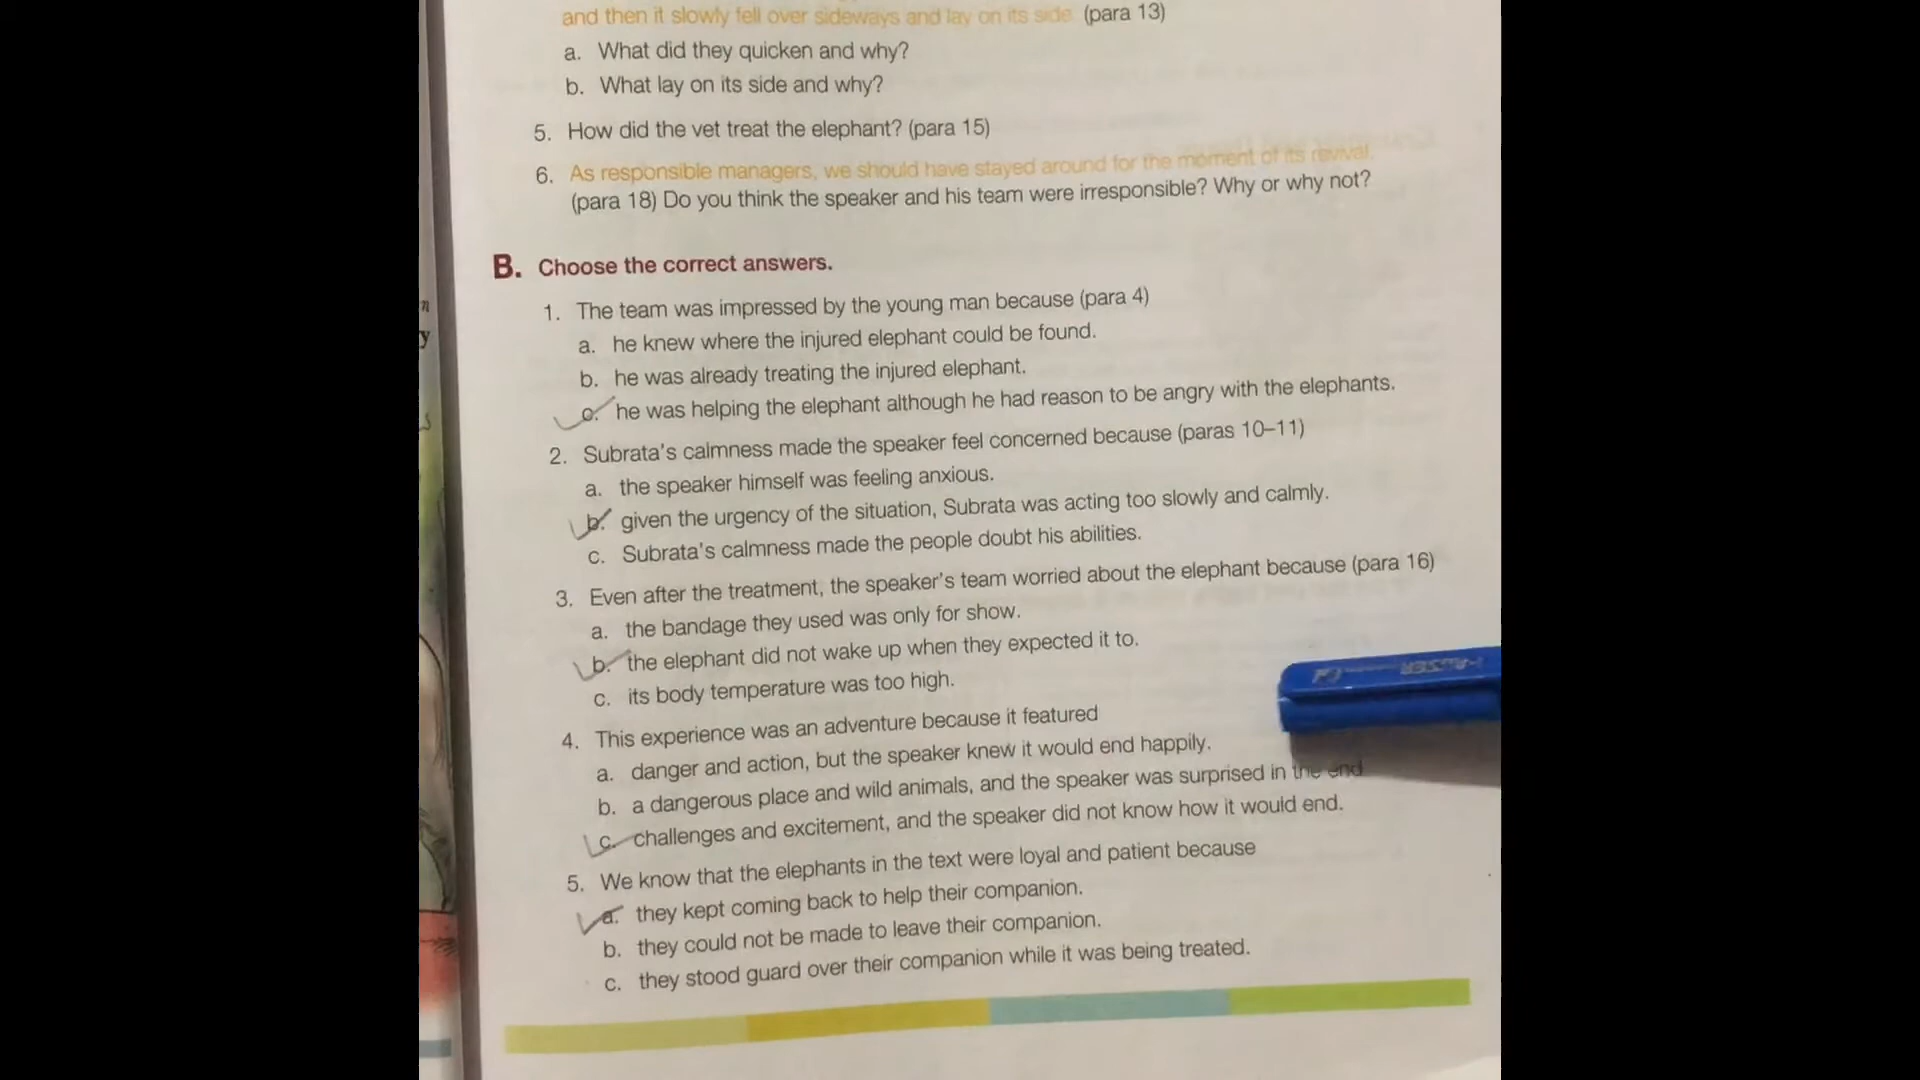 and then it slowly fell over sideways and lay on its side. (para 13)
a. What did they quicken and why?
b. What lay on its side and why?
5. How did the vet treat the elephant? (para 15)
6. As responsible managers, we should have stayed around for the moment of its revival.
(para 18) Do you think the speaker and his team were irresponsible? Why or why not?
B. Choose the correct answers.
1. The team was impressed by the young man because (para 4)
a. he knew where the injured elephant could be found.
b. he was already treating the injured elephant.
c. he was helping the elephant although he had reason to be angry with the elephants.
2. Subrata's calmness made the speaker feel concerned because (paras 10–11)
a. the speaker himself was feeling anxious.
b. given the urgency of the situation, Subrata was acting too slowly and calmly.
c. Subrata's calmness made the people doubt his abilities.
3. Even after the treatment, the speaker's team worried about the elephant because (para 16)
a. the bandage they used was only for show.
b. the elephant did not wake up when they expected it to.
c. its body temperature was too high.
4. This experience was an adventure because it featured
a. danger and action, but the speaker knew it would end happily.
b. a dangerous place and wild animals, and the speaker was surprised in the end
c. challenges and excitement, and the speaker did not know how it would end.
5. We know that the elephants in the text were loyal and patient because
a. they kept coming back to help their companion.
b. they could not be made to leave their companion.
c. they stood guard over their companion while it was being treated.
n
y